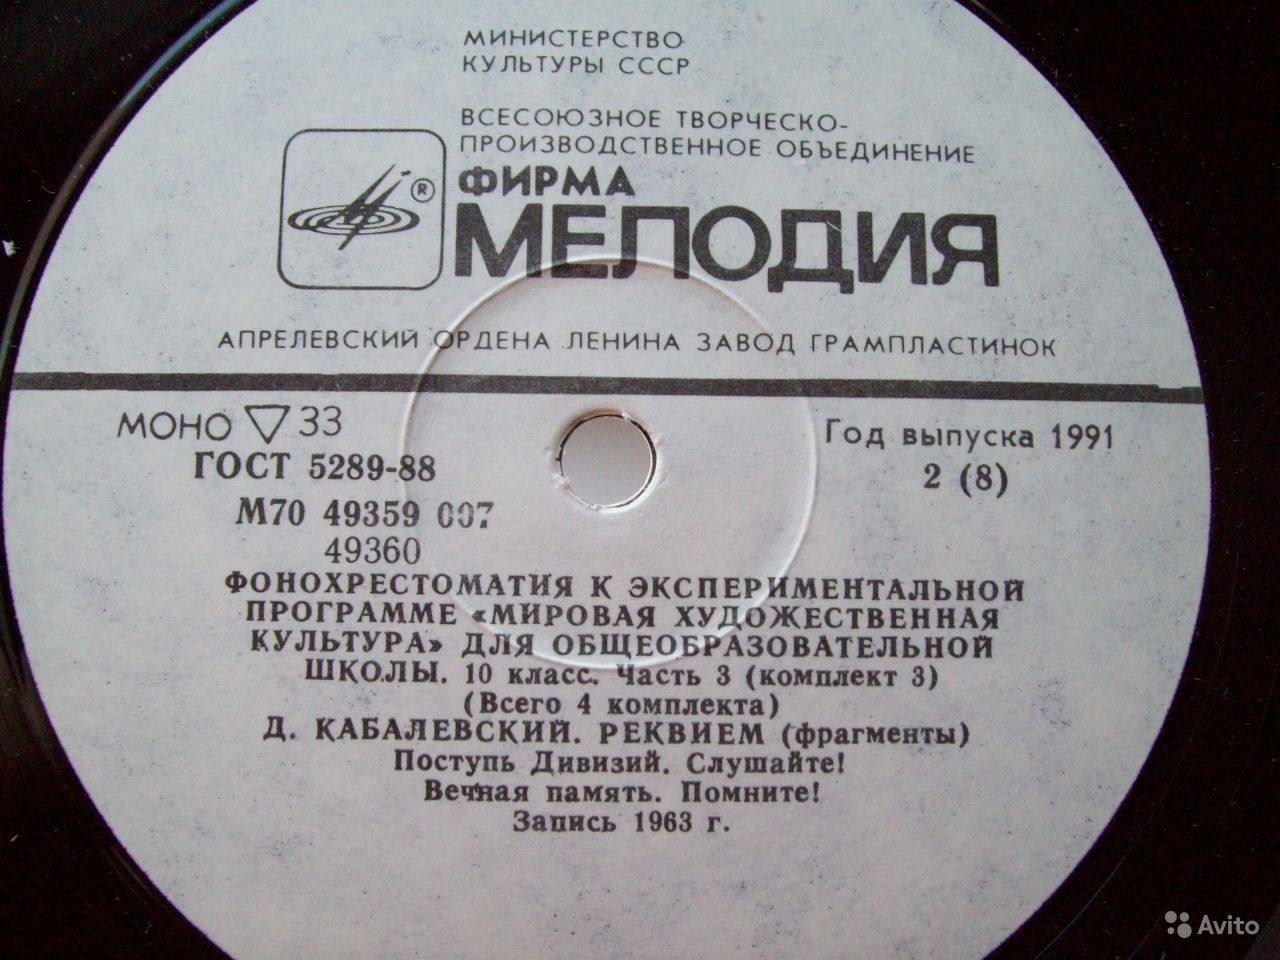 МИНИСТЕРСТВО
КУЛЬТУРЫ СССР
ВСЕСОЮЗНОЕ ТВОРЧЕСКО-
ПРОИЗВОДСТВЕННОЕ ОБЪЕДИНЕНИЕ
ФИРМА
®
МЕЛОДИЯ
АПРЕЛЕВСКИЙ ОРДЕНА ЛЕНИНА ЗАВОД ГРАМПЛАСТИНОК
МОНО ▽ 33
Год выпуска 1991
ГОСТ 5289-88
2 (8)
М70 49359 007
49360
ФОНОХРЕСТОМАТИЯ К ЭКСПЕРИМЕНТАЛЬНОЙ
ПРОГРАММЕ «МИРОВАЯ ХУДОЖЕСТВЕННАЯ
КУЛЬТУРА» ДЛЯ ОБЩЕОБРАЗОВАТЕЛЬНОЙ
ШКОЛЫ. 10 класс. Часть 3 (комплект 3)
(Всего 4 комплекта)
Д. КАБАЛЕВСКИЙ. РЕКВИЕМ (фрагменты)
Поступь Дивизий. Слушайте!
Вечная память. Помните!
Запись 1963 г.
Avito